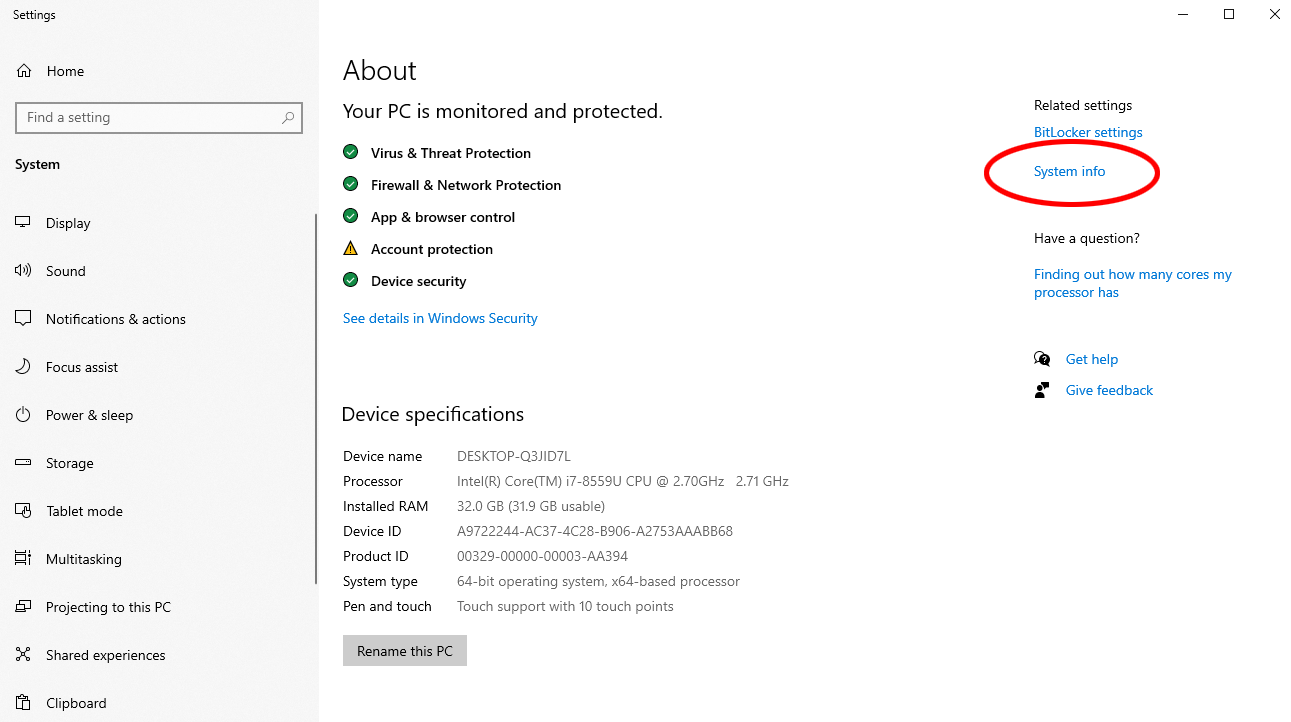 Settings
Home
Find a setting
System
Display
Sound
Notifications & actions
Focus assist
Power & sleep
Storage
Tablet mode
Multitasking
Projecting to this PC
Shared experiences
Clipboard
About
Your PC is monitored and protected.
Virus & Threat Protection
Firewall & Network Protection
App & browser control
Account protection
Device security
See details in Windows Security
Device specifications
Device name DESKTOP-Q3JID7L
Processor Intel(R) Core(TM) i7-8559U CPU @ 2.70GHz 2.71 GHz
Installed RAM 32.0 GB (31.9 GB usable)
Device ID A9722244-AC37-4C28-B906-A2753AAABB68
Product ID 00329-00000-00003-AA394
System type 64-bit operating system, x64-based processor
Pen and touch Touch support with 10 touch points
Rename this PC
Related settings
BitLocker settings
System info
Have a question?
Finding out how many cores my
processor has
Get help
Give feedback